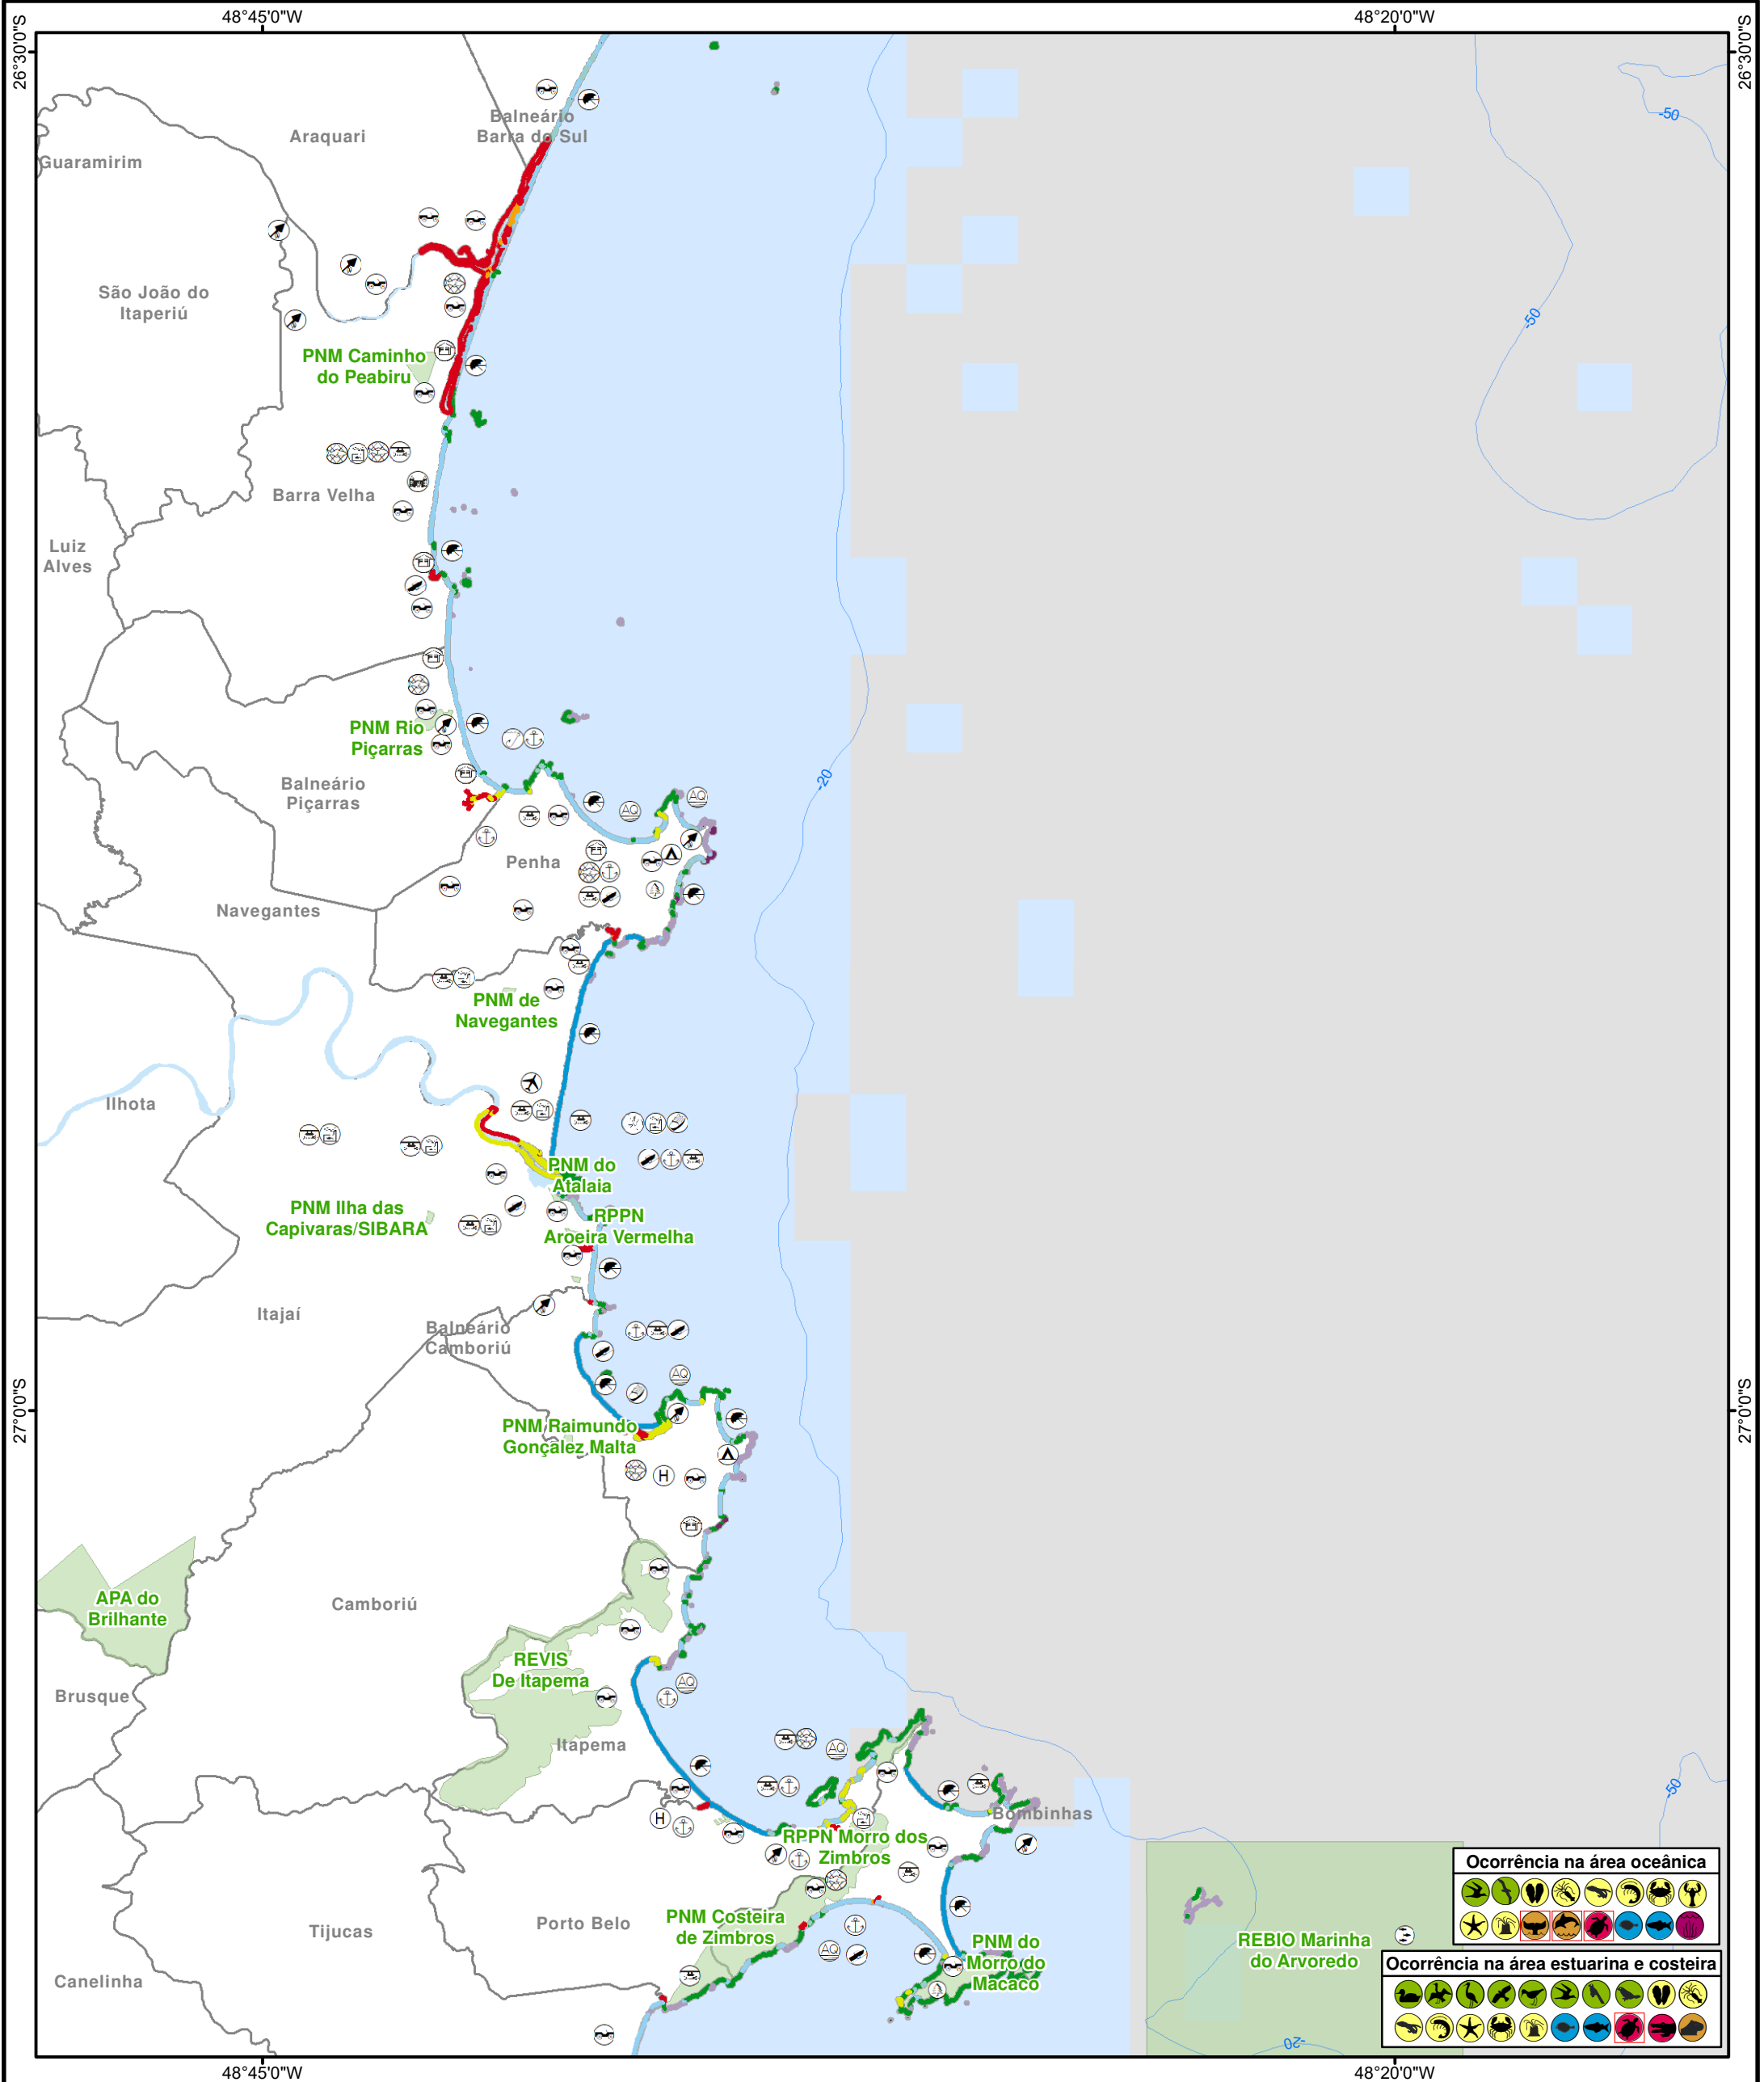 48°45'0"W
48°20'0"W
26°30'0"S
26°30'0"S
-50
Balneário
Barra do Sul
Araquari
Guaramirim
São João do
Itaperiú
-50
PNM Caminho
do Peabiru
Barra Velha
Luiz
Alves
PNM Rio
Piçarras
-20
Balneário
Piçarras
AQ
AQ
Penha
Navegantes
PNM de
Navegantes
Ilhota
PNM do
Atalaia
PNM Ilha das
Capivaras/SIBARA
RPPN
Aroeira Vermelha
Itajaí
Balneário
Camboriú
AQ
27°0'0"S
27°0'0"S
PNM Raimundo
Gonçalez Malta
H
APA do
Brilhante
Camboriú
REVIS
De Itapema
AQ
Brusque
Itapema
AQ
-50
H
Bombinhas
RPPN Morro dos
Zimbros
Ocorrência na área oceânica
Tijucas
Porto Belo
PNM Costeira
de Zimbros
AQ
PNM do
Morro do
Macaco
REBIO Marinha
do Arvoredo
Ocorrência na área estuarina e costeira
Canelinha
-20
48°45'0"W
48°20'0"W